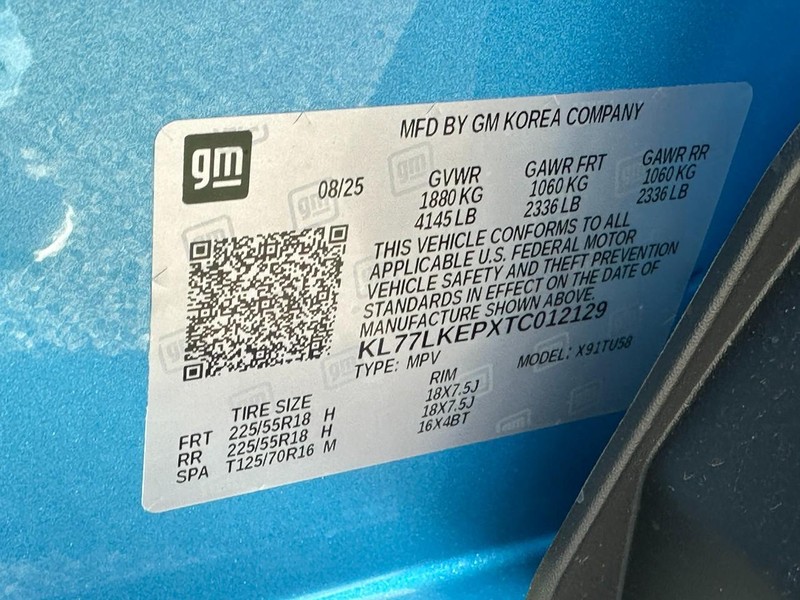 gm
MFD BY GM KOREA COMPANY
08/25
GVWR GAWR FRT GAWR RR
1880 KG 1060 KG 1060 KG
4145 LB 2336 LB 2336 LB
THIS VEHICLE CONFORMS TO ALL
APPLICABLE U.S. FEDERAL MOTOR
VEHICLE SAFETY AND THEFT PREVENTION
STANDARDS IN EFFECT ON THE DATE OF
MANUFACTURE SHOWN ABOVE.
KL77LKEPXTC012129
TYPE: MPV MODEL: X91TU58
TIRE SIZE RIM
FRT 225/55R18 H 18X7.5J
RR 225/55R18 H 18X7.5J
SPA T125/70R16 M 16X4BT